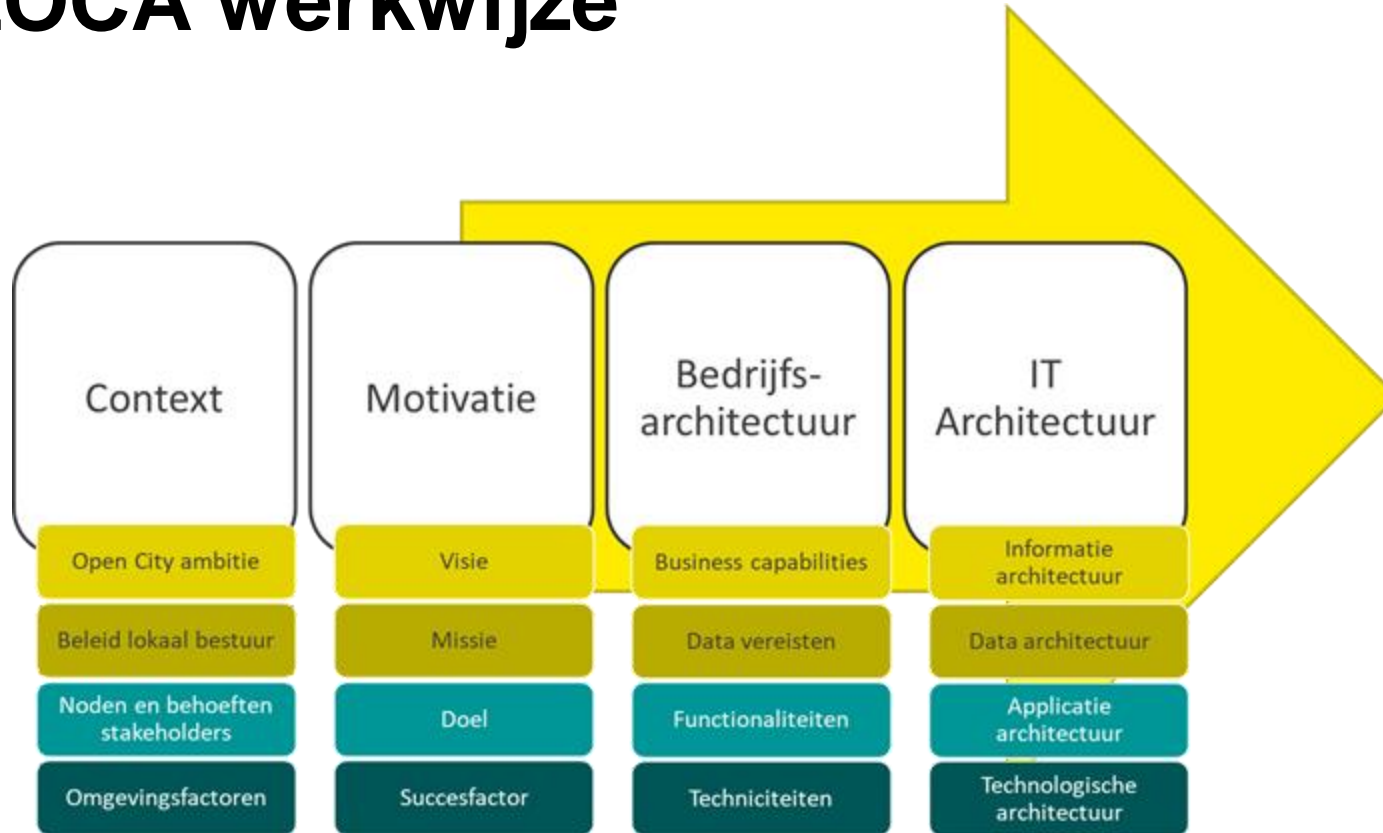 LOCA werkwijze
Context
Motivatie
Bedrijfs-
architectuur
IT
Architectuur
Open City ambitie
Visie
Business capabilities
Informatie
architectuur
Beleid lokaal bestuur
Missie
Data vereisten
Data architectuur
Noden en behoeften
stakeholders
Doel
Functionaliteiten
Applicatie
architectuur
Omgevingsfactoren
Succesfactor
Techniciteiten
Technologische
architectuur